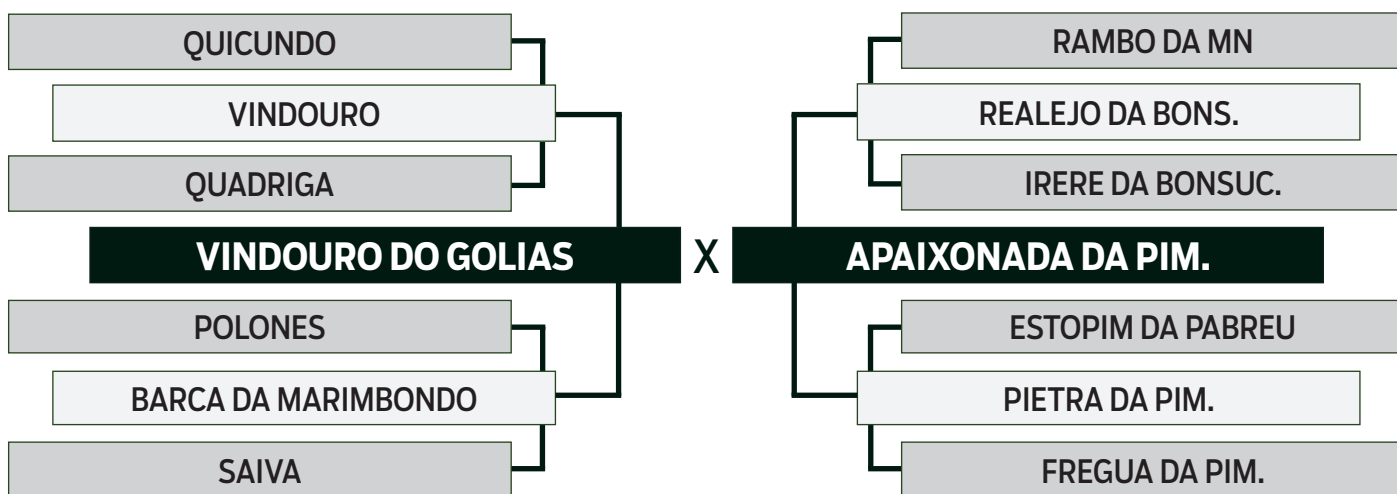 QUICUNDO
VINDOURO
QUADRIGA
VINDOURO DO GOLIAS
POLONES
BARCA DA MARIMBONDO
SAIVA
X
RAMBO DA MN
REALEJO DA BONS.
IRERE DA BONSUC.
APAIXONADA DA PIM.
ESTOPIM DA PABREU
PIETRA DA PIM.
FREGUA DA PIM.